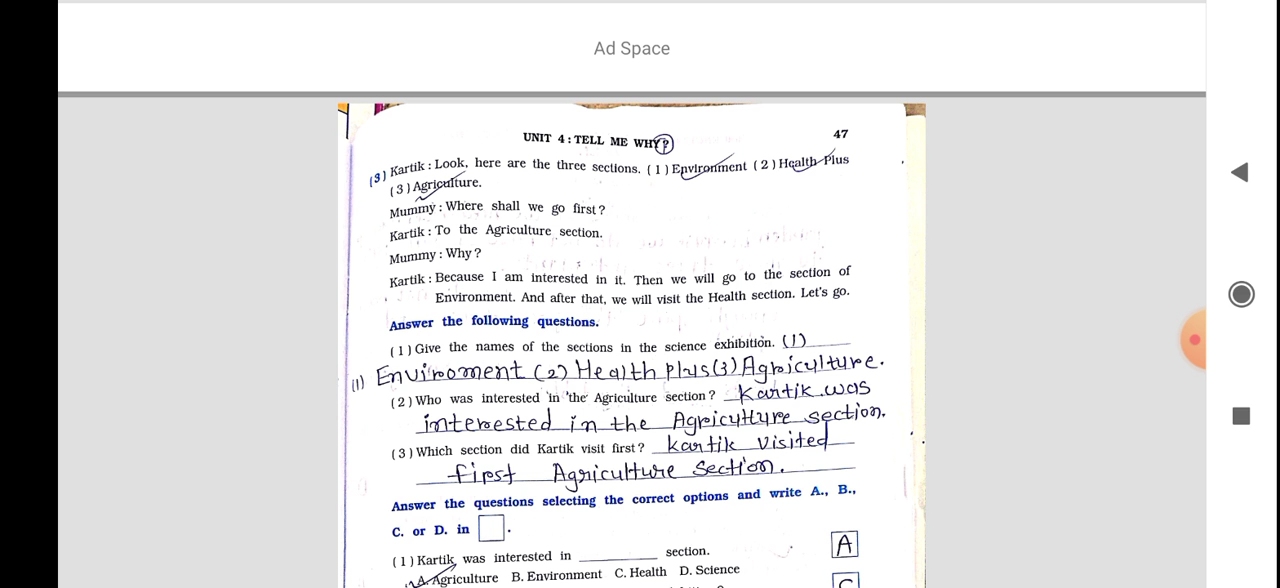 Ad Space
UNIT 4 : TELL ME WHY?
47
(3) Kartik : Look, here are the three sections. (1) Environment (2) Health Plus
(3) Agriculture.
Mummy : Where shall we go first?
Kartik : To the Agriculture section.
Mummy : Why?
Kartik : Because I am interested in it. Then we will go to the section of
Environment. And after that, we will visit the Health section. Let's go.
Answer the following questions.
(1) Give the names of the sections in the science exhibition. (1)
(1) Enviroment (2) Health plus (3) Agriculture.
(2) Who was interested in the Agriculture section? Kartik was
interested in the Agriculture section.
(3) Which section did Kartik visit first? kartik visited
first Agriculture section.
Answer the questions selecting the correct options and write A., B.,
C. or D. in .
(1) Kartik was interested in __________ section. A
A. Agriculture B. Environment C. Health D. Science